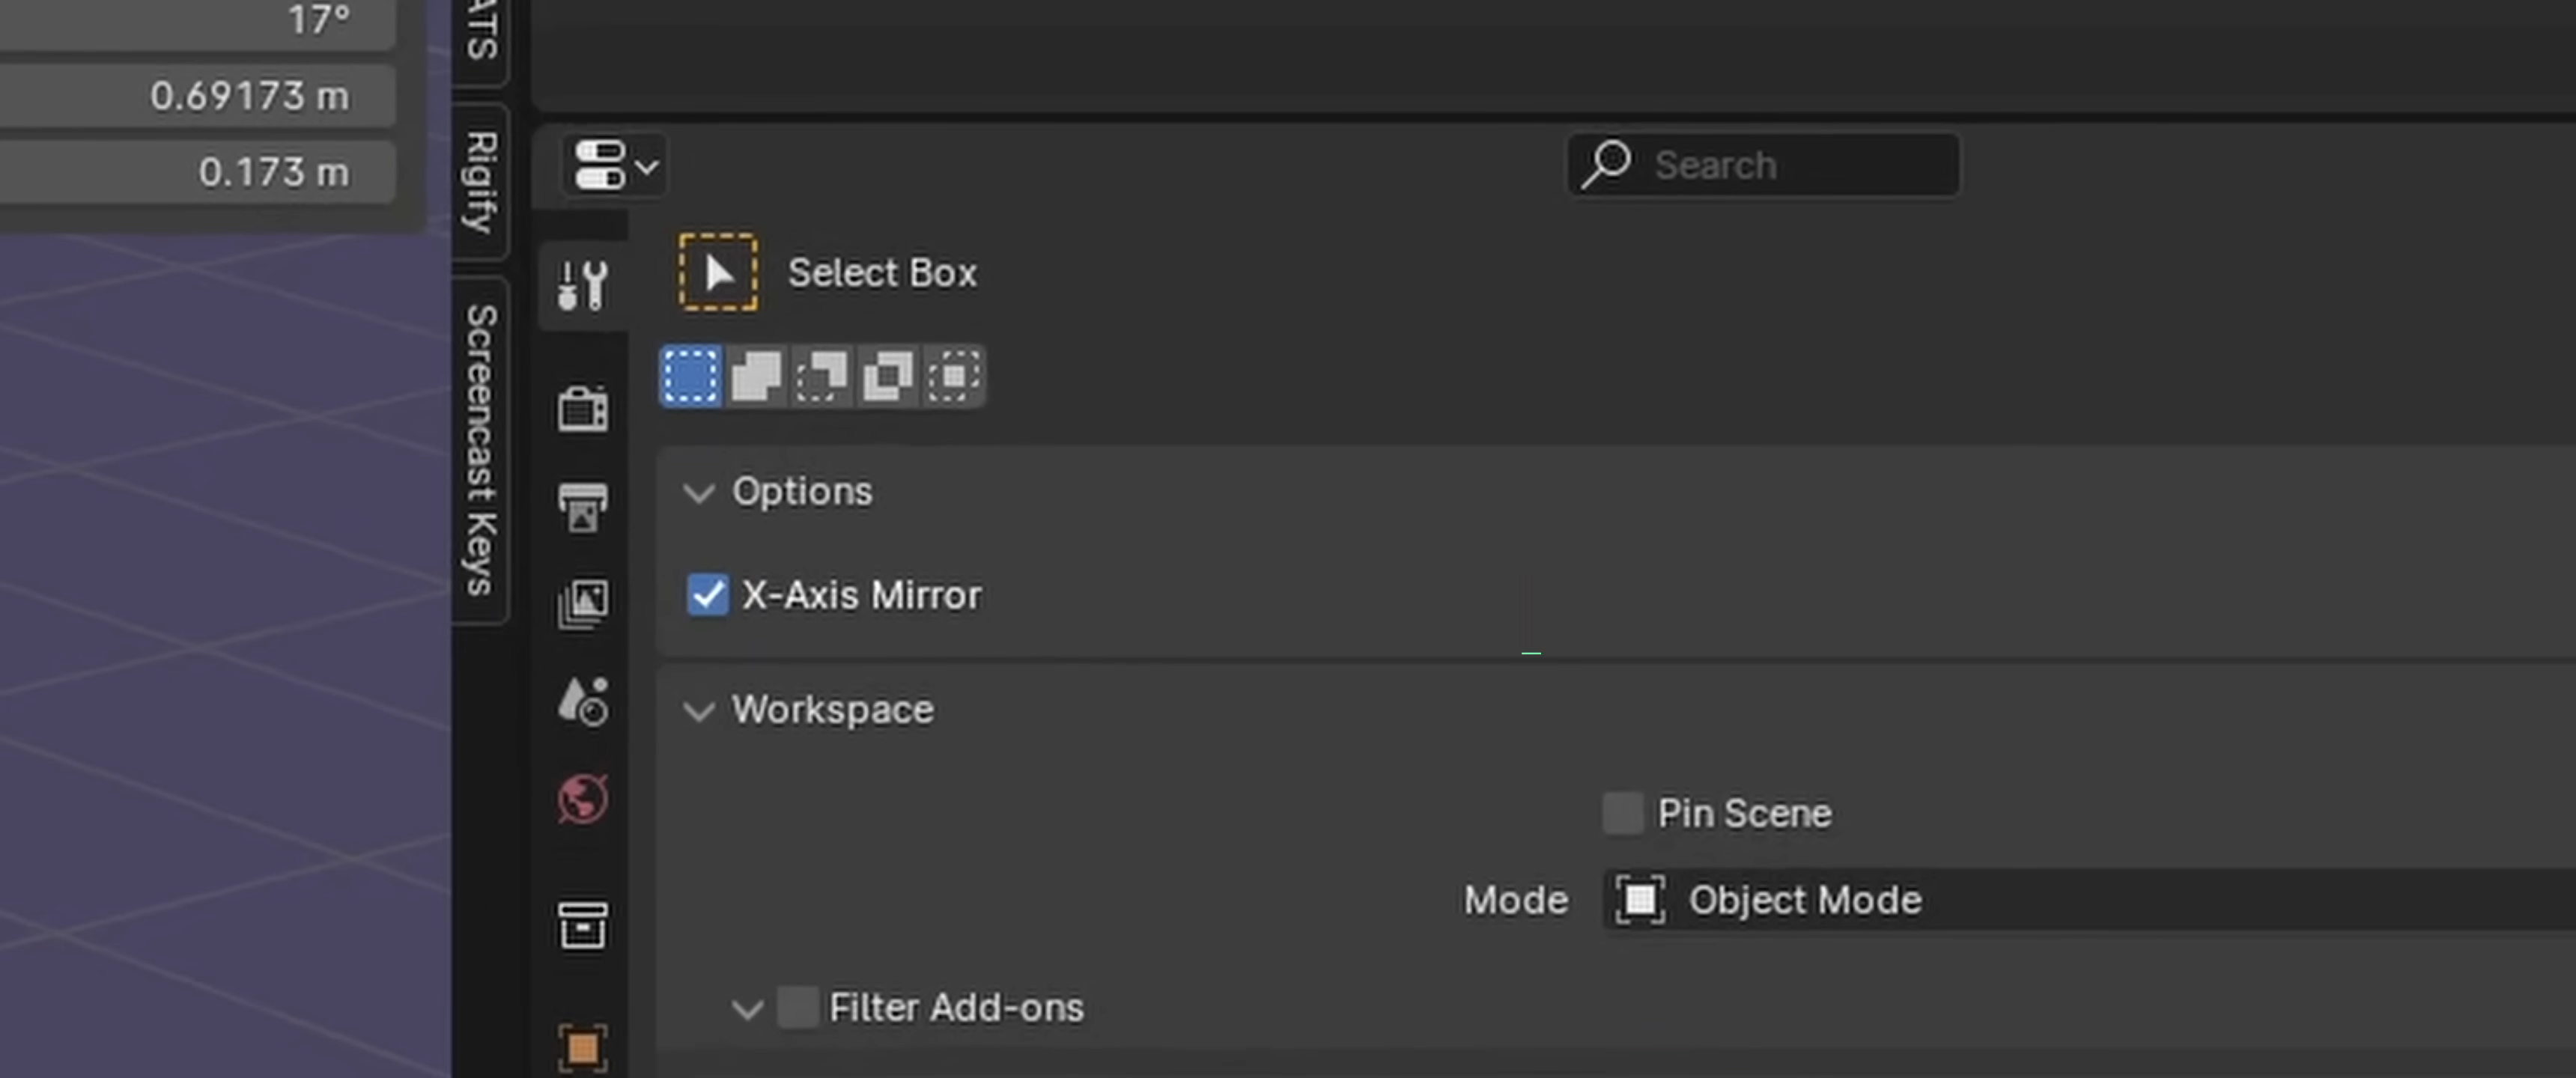 17°
0.69173 m
0.173 m
ATS
Rigify
Screencast Keys
Search
Select Box
Options
X-Axis Mirror
Workspace
Pin Scene
Mode Object Mode
Filter Add-ons